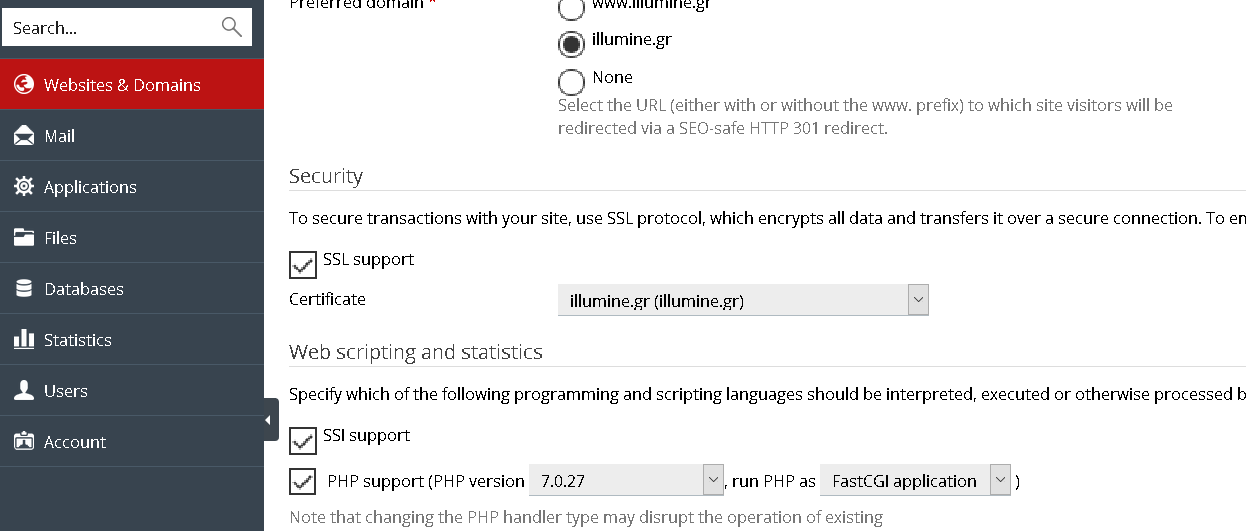 Search...
Websites & Domains
Mail
Applications
Files
Databases
Statistics
Users
Account
Preferred domain *
www.illumine.gr
illumine.gr
None
Select the URL (either with or without the www. prefix) to which site visitors will be
redirected via a SEO-safe HTTP 301 redirect.
Security
To secure transactions with your site, use SSL protocol, which encrypts all data and transfers it over a secure connection. To en
SSL support
Certificate illumine.gr (illumine.gr)
Web scripting and statistics
Specify which of the following programming and scripting languages should be interpreted, executed or otherwise processed b
SSI support
PHP support (PHP version 7.0.27 , run PHP as FastCGI application )
Note that changing the PHP handler type may disrupt the operation of existing